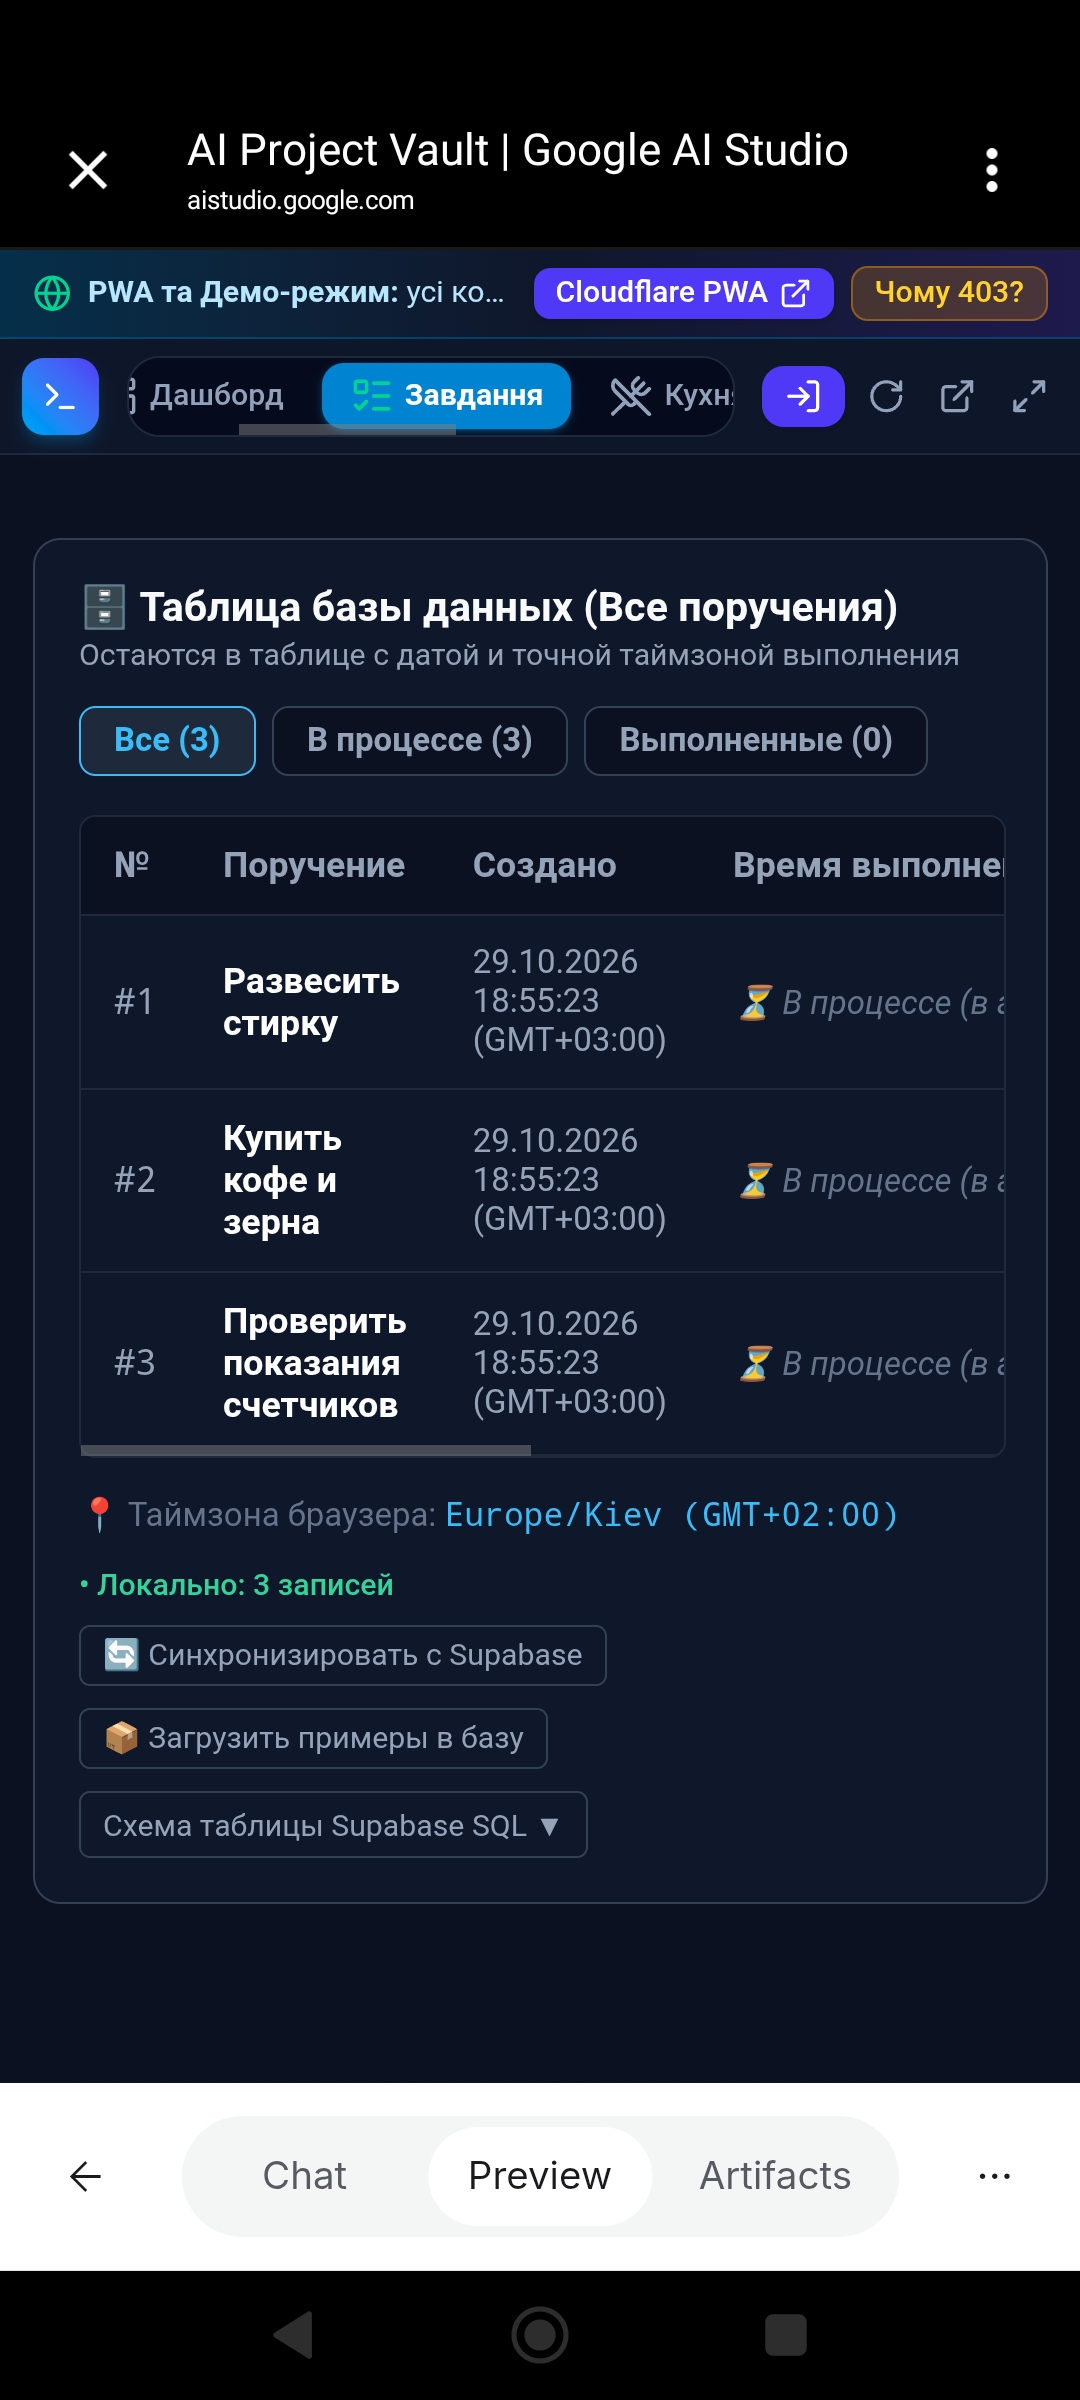 AI Project Vault | Google AI Studio
aistudio.google.com
PWA та Демо-режим: усі ко...
Cloudflare PWA
Чому 403?
Дашборд
Завдання
Кухн
Таблица базы данных (Все поручения)
Остаются в таблице с датой и точной таймзоной выполнения
Все (3)
В процессе (3)
Выполненные (0)
№ Поручение Создано Время выполне
#1
Развесить
стирку
29.10.2026
18:55:23
(GMT+03:00)
В процессе (в
#2
Купить
кофе и
зерна
29.10.2026
18:55:23
(GMT+03:00)
В процессе (в
#3
Проверить
показания
счетчиков
29.10.2026
18:55:23
(GMT+03:00)
В процессе (в
Таймзона браузера: Europe/Kiev (GMT+02:00)
• Локально: 3 записей
Синхронизировать с Supabase
Загрузить примеры в базу
Схема таблицы Supabase SQL ▼
Chat
Preview
Artifacts